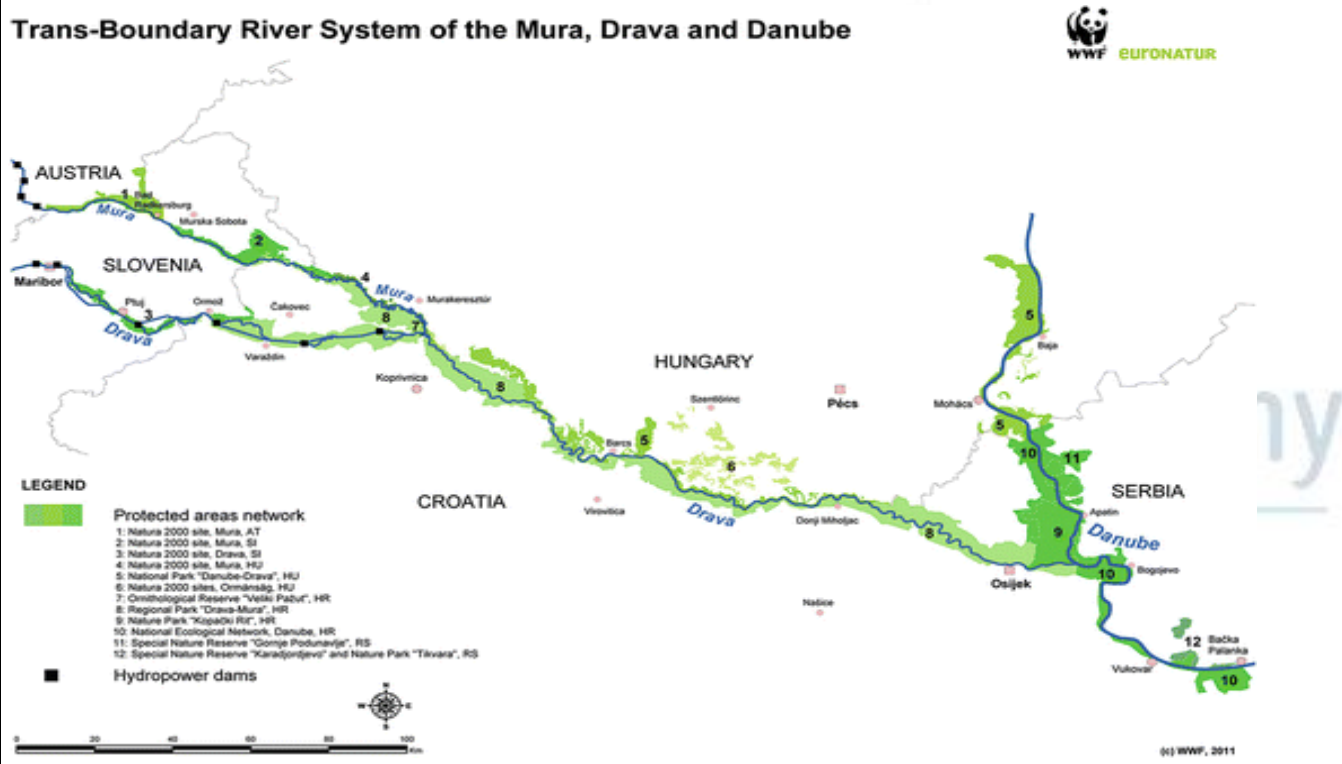 Trans-Boundary River System of the Mura, Drava and Danube
WWF
euronatur
AUSTRIA
1
Bad
Radkersburg
Mura
Murska Sobota
2
SLOVENIA
Maribor
4
Mura
Murakeresztúr
Ptuj
3
Ormož
Čakovec
8
7
Drava
Varaždin
5
Baja
HUNGARY
Koprivnica
8
Szentlőrinc
Pécs
Mohács
5
Barcs
5
6
10
11
CROATIA
SERBIA
Virovitica
Drava
Donji Miholjac
8
Apatin
9
Danube
10
Bogojevo
Osijek
Našice
12
Bačka
Palanka
Vukovar
10
ny
LEGEND
Protected areas network
1: Natura 2000 site, Mura, AT
2: Natura 2000 site, Mura, SI
3: Natura 2000 site, Drava, SI
4: Natura 2000 site, Mura, HU
5: National Park "Danube-Drava", HU
6: Natura 2000 sites, Ormánság, HU
7: Ornithological Reserve "Veliki Pažut", HR
8: Regional Park "Drava-Mura", HR
9: Nature Park "Kopački Rit", HR
10: National Ecological Network, Danube, HR
11: Special Nature Reserve "Gornje Podunavlje", RS
12: Special Nature Reserve "Karadjordjevo" and Nature Park "Tikvara", RS
Hydropower dams
N
W E
S
0 20 40 60 80 100
Km
(c) WWF, 2011